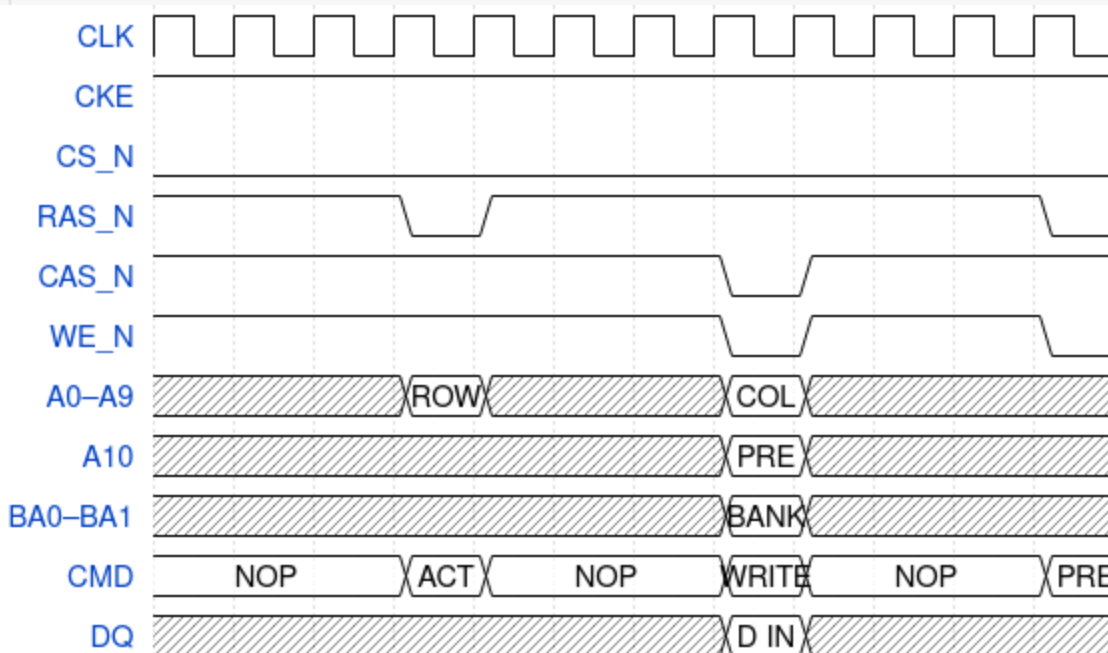 CLK
CKE
CS_N
RAS_N
CAS_N
WE_N
A0–A9 ROW COL
A10 PRE
BA0–BA1 BANK
CMD NOP ACT NOP WRITE NOP PRE
DQ D IN